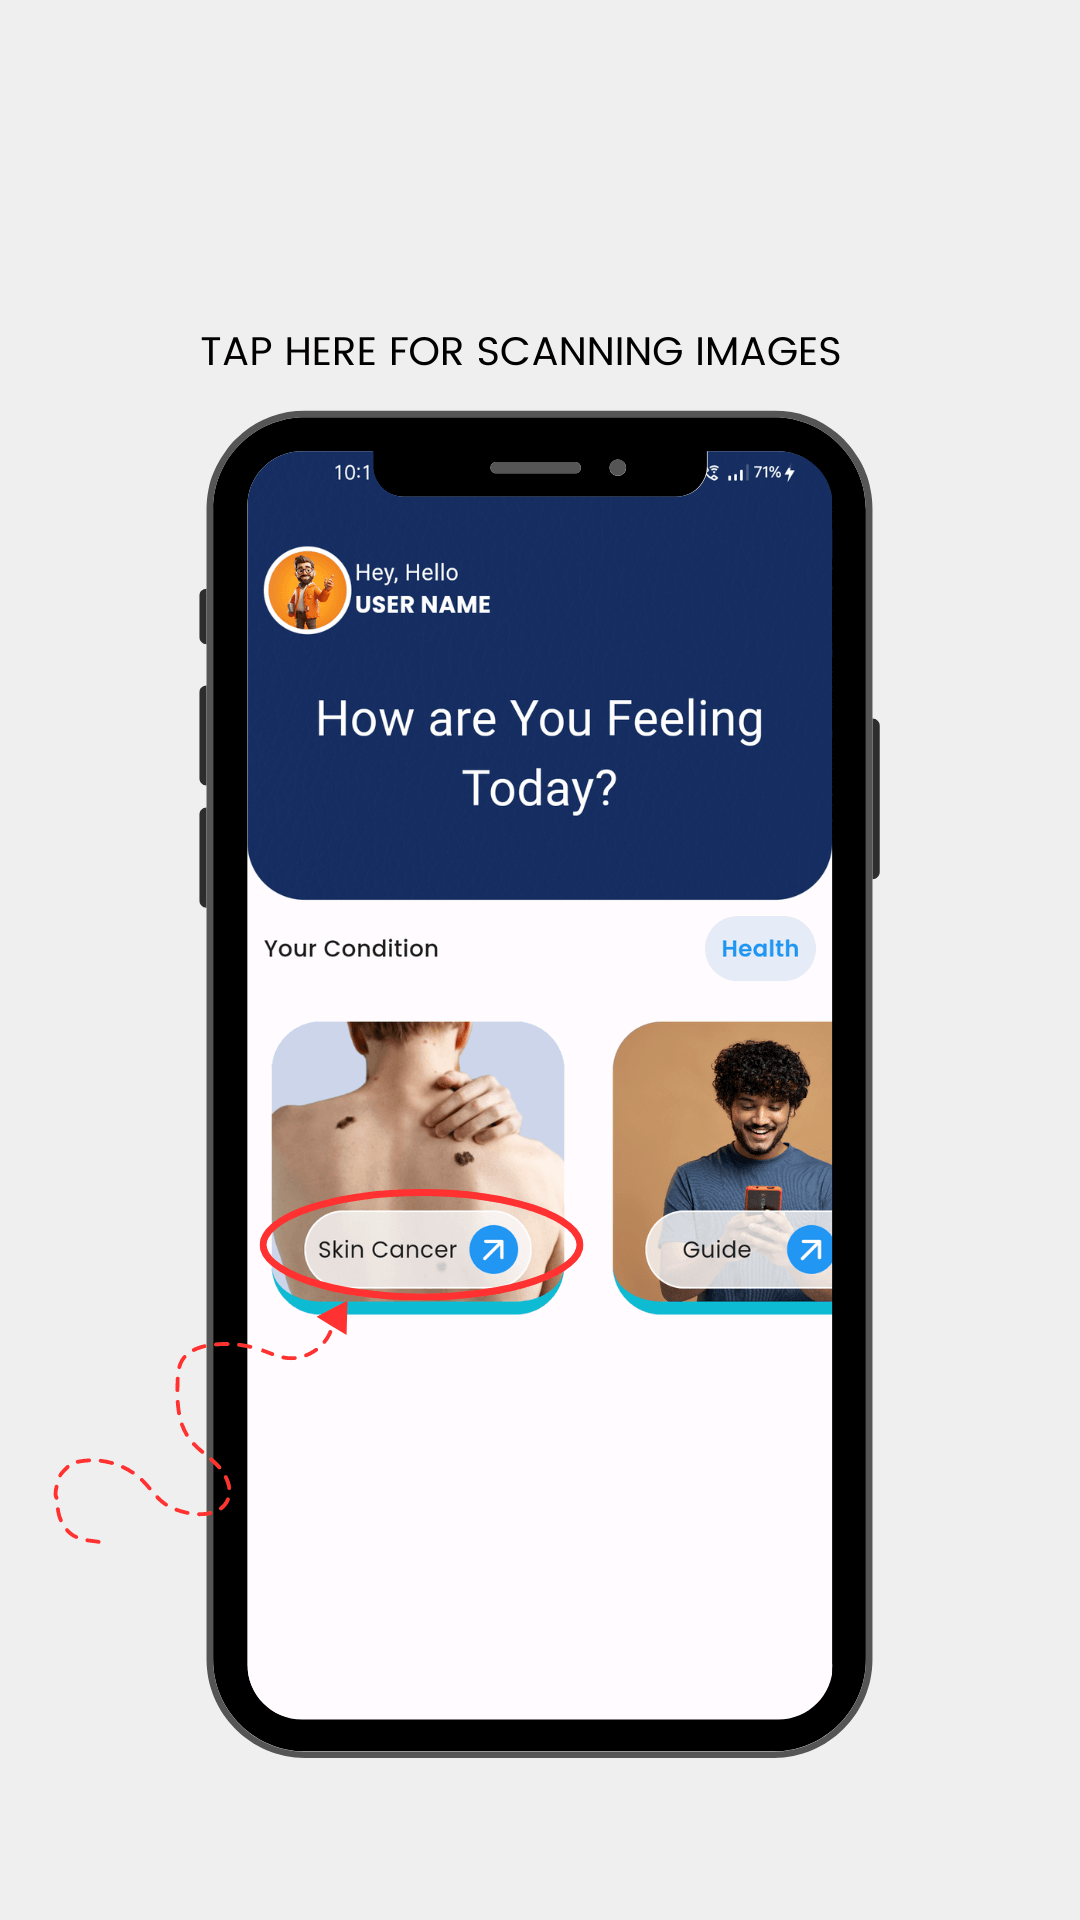 TAP HERE FOR SCANNING IMAGES
10:1
71%
Hey, Hello
USER NAME
How are You Feeling
Today?
Your Condition
Health
Skin Cancer
Guide